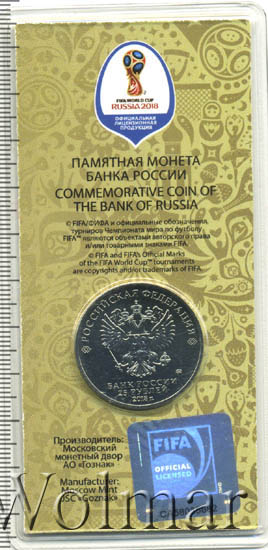 FIFA WORLD CUP
RUSSIA 2018
ОФИЦИАЛЬНАЯ
ЛИЦЕНЗИОННАЯ
ПРОДУКЦИЯ
ПАМЯТНАЯ МОНЕТА
БАНКА РОССИИ
COMMEMORATIVE COIN OF
THE BANK OF RUSSIA
© FIFA/ФИФА и официальные обозначения
турниров Чемпионата мира по футболу
FIFA™ являются объектами авторского права
и/или товарными знаками FIFA.
© FIFA and FIFA's Official Marks
of the FIFA World Cup™ tournaments
are copyrights and/or trademarks of FIFA.
РОССИЙСКАЯ ФЕДЕРАЦИЯ
БАНК РОССИИ
25 РУБЛЕЙ
2018 г.
Производитель:
Московский
монетный двор
АО «Гознак»
Manufacturer:
Moscow Mint
JSC «Goznak»
FIFA
OFFICIAL
LICENSED
Wolmar